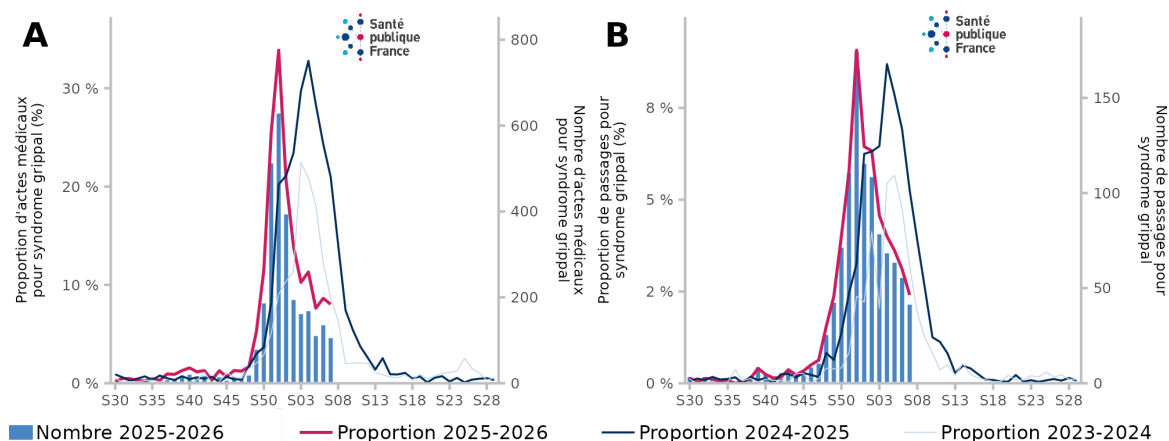 A
Santé
publique
France
Proportion d'actes médicaux
pour syndrome grippal (%)
30 %
20 %
10 %
0 %
800
600
400
200
0
Nombre d'actes médicaux
pour syndrome grippal
S30 S35 S40 S45 S50 S03 S08 S13 S18 S23 S28
B
Santé
publique
France
Proportion de passages pour
syndrome grippal (%)
8 %
5 %
2 %
0 %
150
100
50
0
Nombre de passages pour
syndrome grippal
S30 S35 S40 S45 S50 S03 S08 S13 S18 S23 S28
Nombre 2025-2026 Proportion 2025-2026 Proportion 2024-2025 Proportion 2023-2024